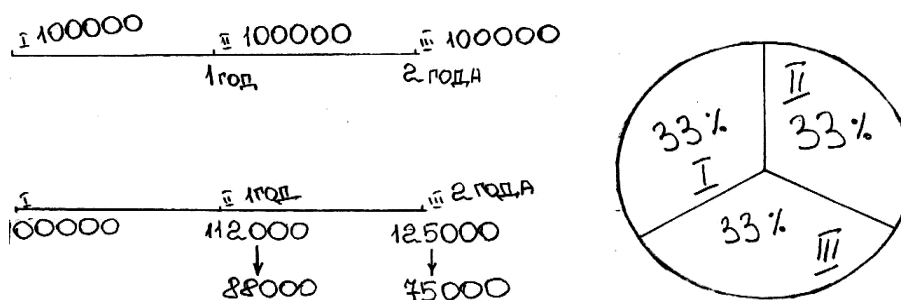 I 100000 II 100000 III 100000
1 год 2 года
I II 1 год III 2 года
100000 112000 125000
88000 75000
33% I
II 33%
33% III